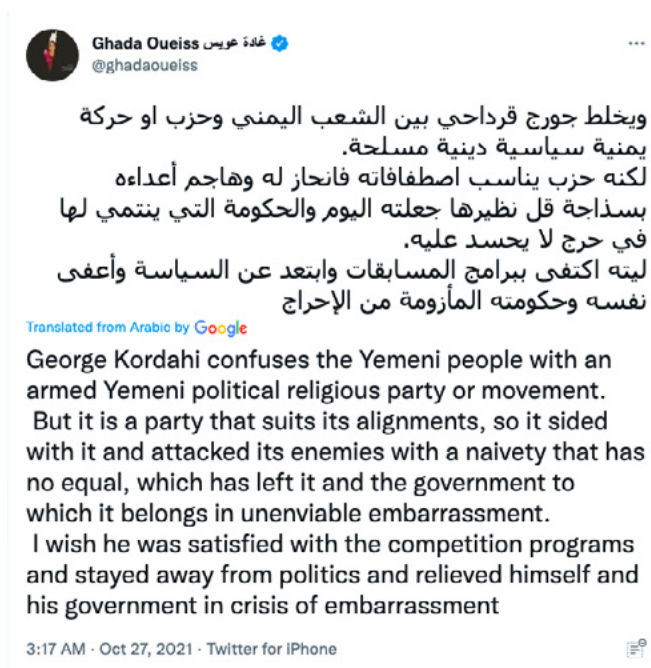 Ghada Oueiss غادة عويس
@ghadaoueiss
ويخلط جورج قرداحي بين الشعب اليمني وحزب او حركة
يمنية سياسية دينية مسلحة.
لكنه حزب يناسب اصطفافاته فانحاز له وهاجم أعداءه
بسذاجة قل نظيرها جعلته اليوم والحكومة التي ينتمي لها
في حرج لا يحسد عليه.
ليته اكتفى ببرامج المسابقات وابتعد عن السياسة وأعفى
نفسه وحكومته المأزومة من الإحراج
Translated from Arabic by Google
George Kordahi confuses the Yemeni people with an
armed Yemeni political religious party or movement.
But it is a party that suits its alignments, so it sided
with it and attacked its enemies with a naivety that has
no equal, which has left it and the government to
which it belongs in unenviable embarrassment.
I wish he was satisfied with the competition programs
and stayed away from politics and relieved himself and
his government in crisis of embarrassment
3:17 AM · Oct 27, 2021 · Twitter for iPhone